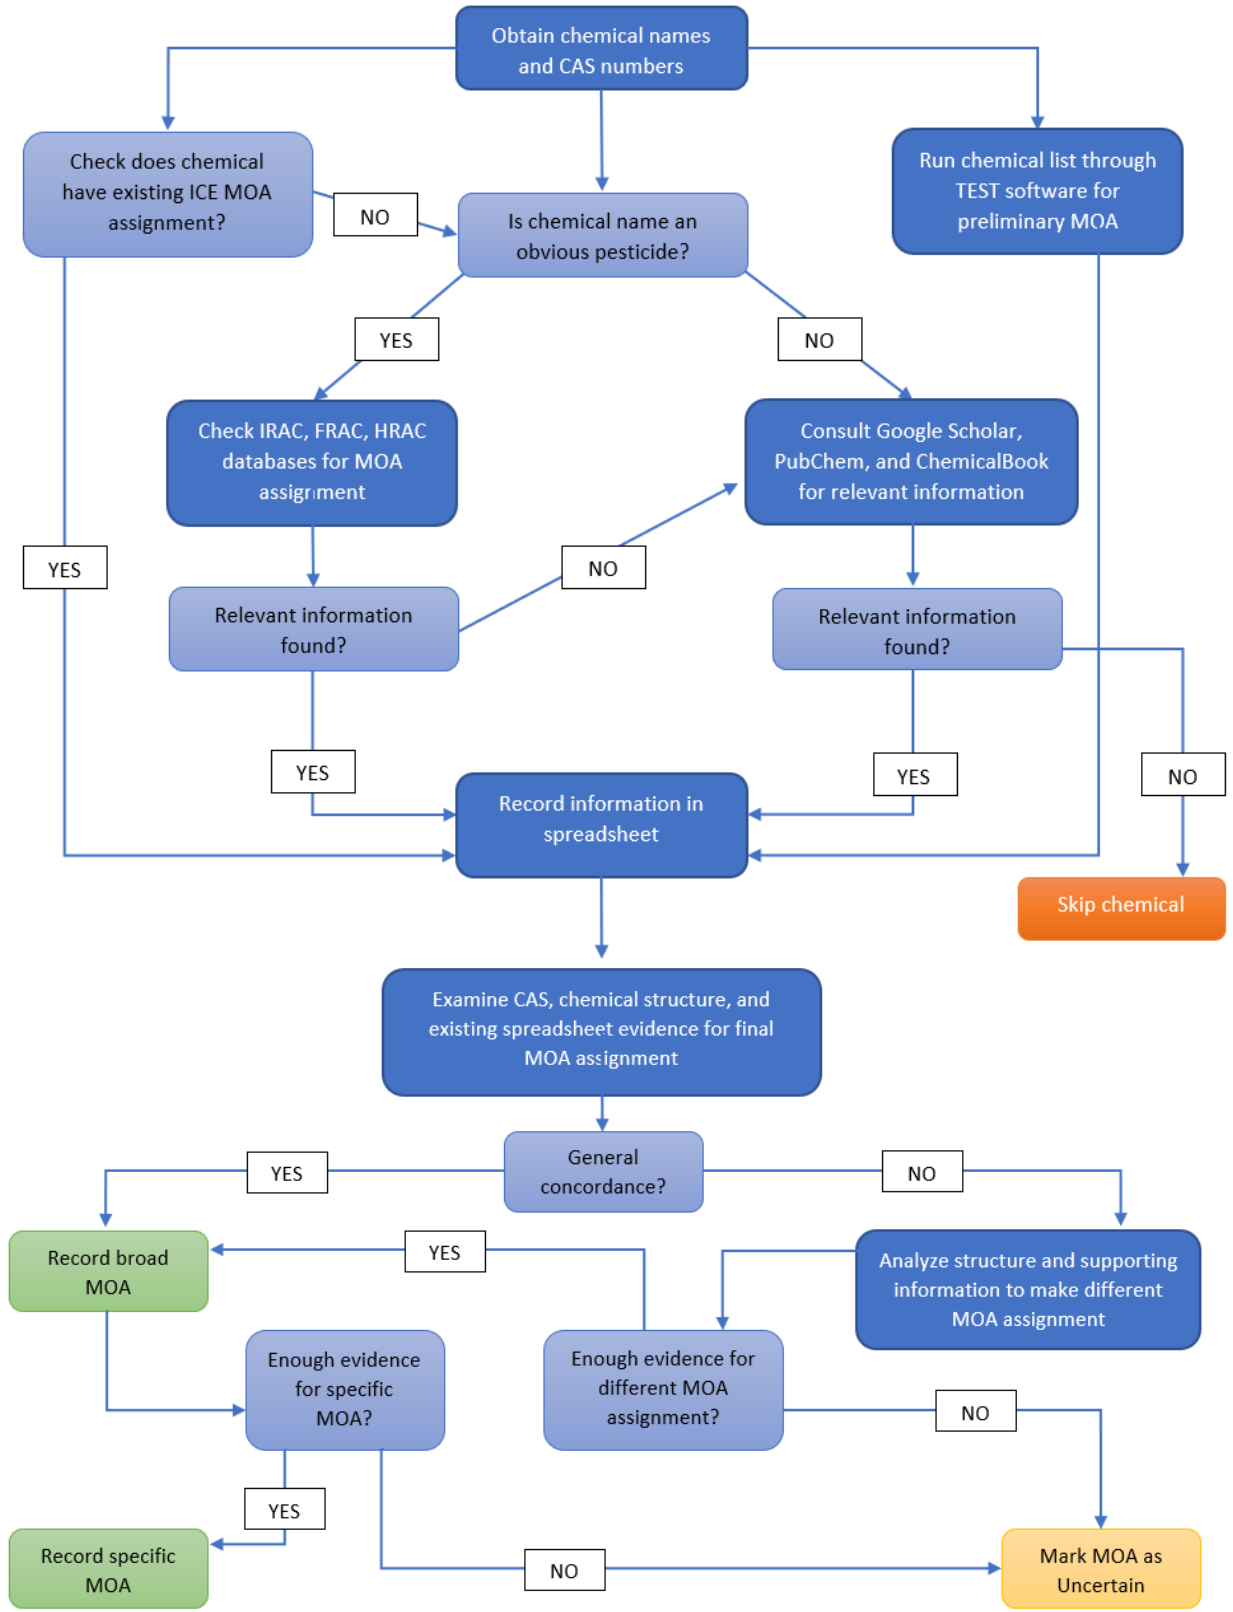 Obtain chemical names
and CAS numbers
Check does chemical
have existing ICE MOA
assignment?
NO
Is chemical name an
obvious pesticide?
Run chemical list through
TEST software for
preliminary MOA
YES
NO
Check IRAC, FRAC, HRAC
databases for MOA
assignment
Consult Google Scholar,
PubChem, and ChemicalBook
for relevant information
YES
NO
Relevant information
found?
Relevant information
found?
YES
YES
NO
Record information in
spreadsheet
Skip chemical
Examine CAS, chemical structure, and
existing spreadsheet evidence for final
MOA assignment
General
concordance?
YES
NO
Record broad
MOA
YES
Analyze structure and supporting
information to make different
MOA assignment
Enough evidence
for specific
MOA?
Enough evidence for
different MOA
assignment?
NO
YES
Record specific
MOA
NO
Mark MOA as
Uncertain